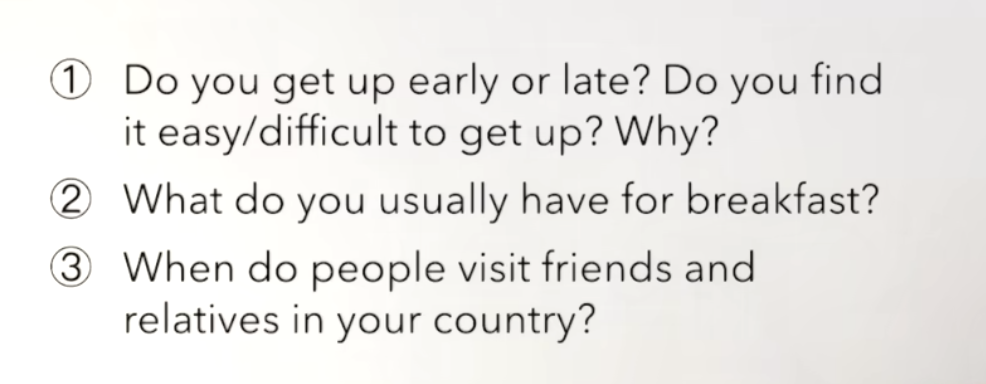 ① Do you get up early or late? Do you find
it easy/difficult to get up? Why?
② What do you usually have for breakfast?
③ When do people visit friends and
relatives in your country?